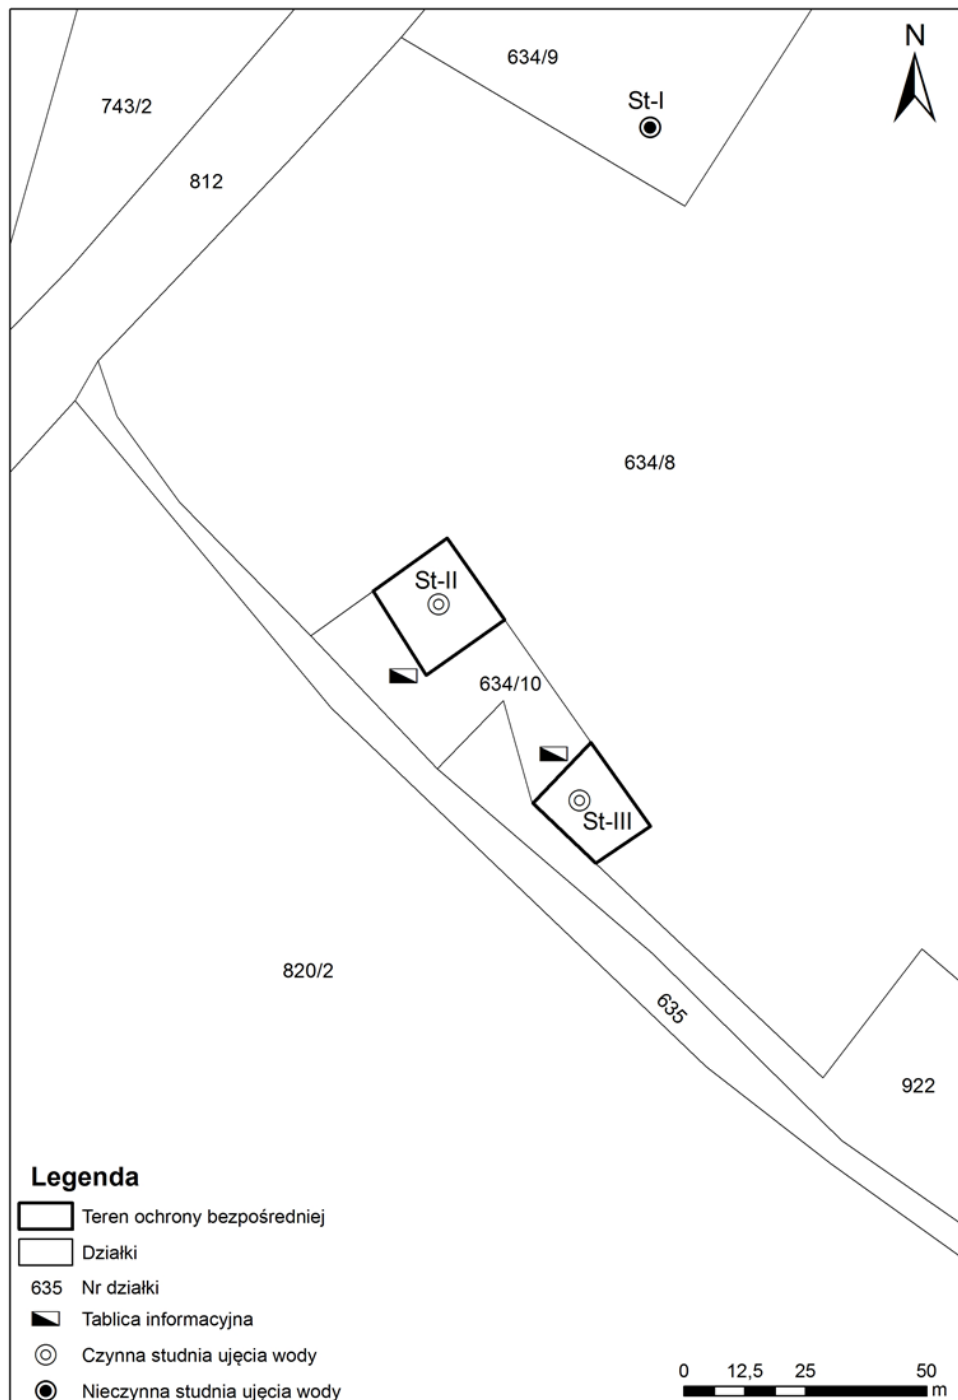 634/9
N
St-I
743/2
812
634/8
St-II
634/10
St-III
820/2
635
922
Legenda
Teren ochrony bezpośredniej
Działki
635 Nr działki
Tablica informacyjna
Czynna studnia ujęcia wody
Nieczynna studnia ujęcia wody
0 12,5 25 50
m